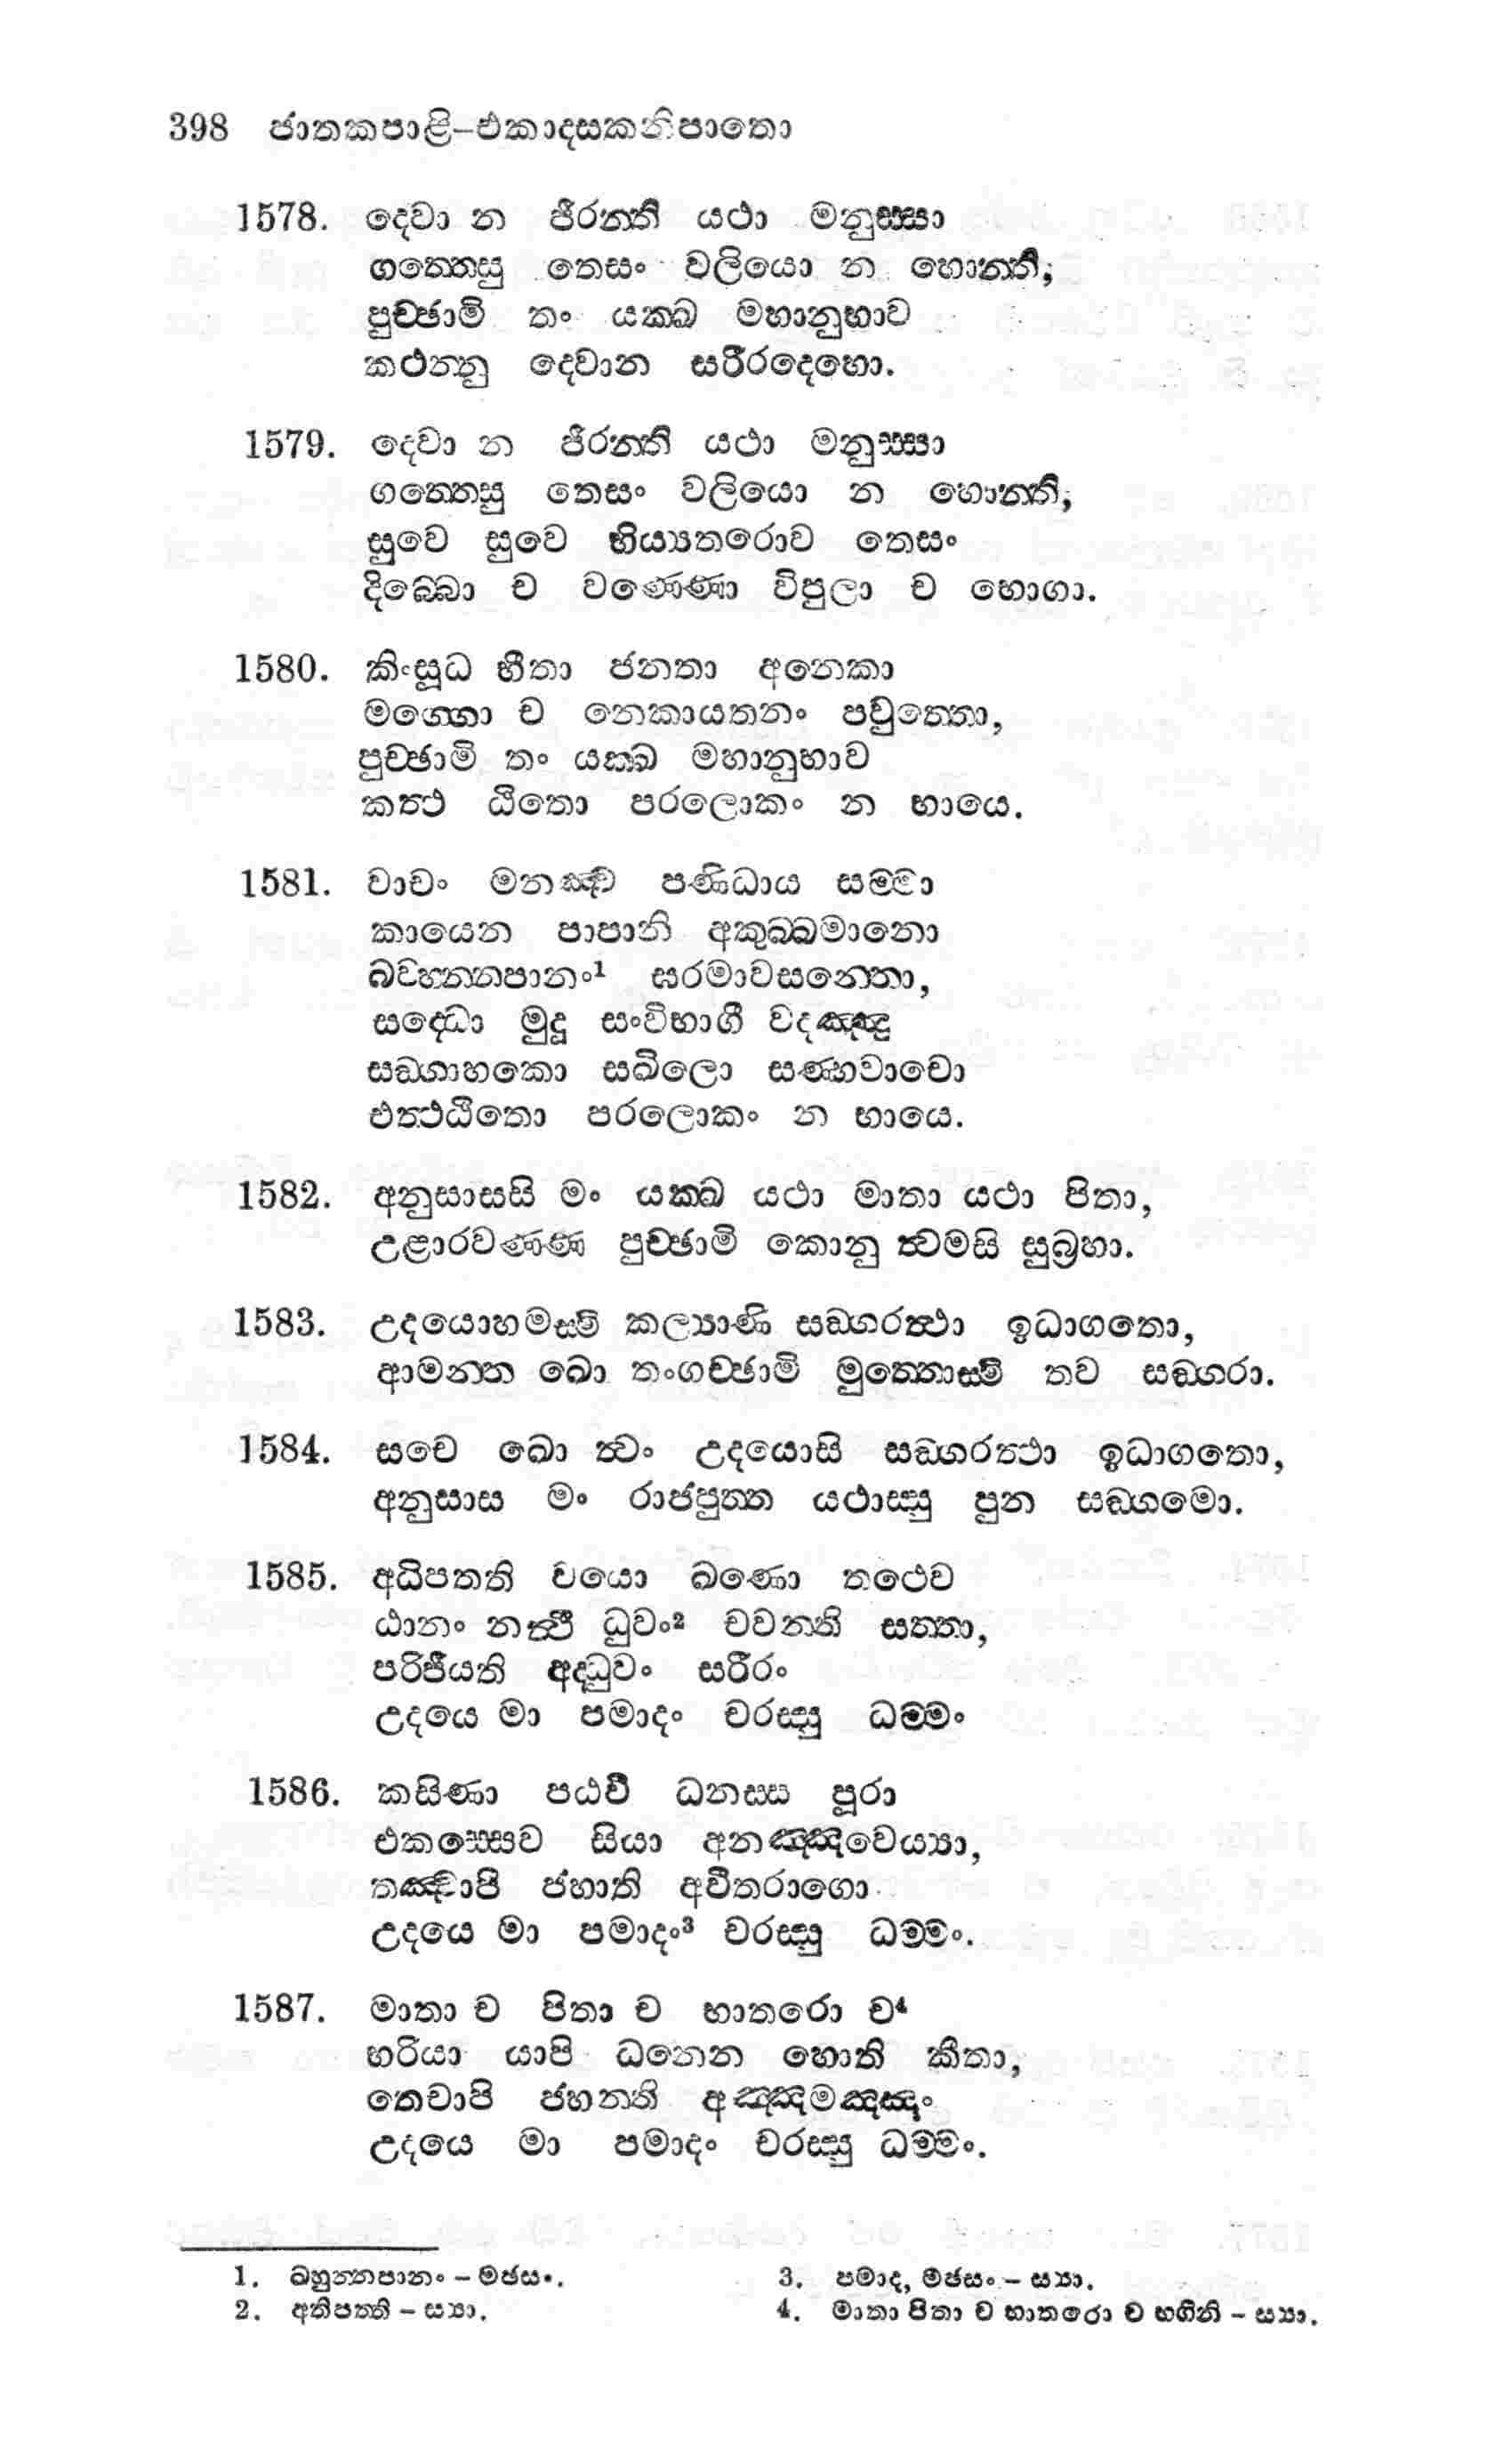 398 ජාතකපාළි-එකාදසකනිපාතො
1578. දෙවා න ජීරන්ති යථා මනුස්සා
ගත්තෙසු තෙසං වලියො න හොන්ති,
පුච්ඡාමි තං යක්ඛ මහානුභාව
කථන්නු දෙවාන සරීරදෙහො.
1579. දෙවා න ජීරන්ති යථා මනුස්සා
ගත්තෙසු තෙසං වලියො න හොන්ති,
සුවෙ සුවෙ භිය්‍යතරොව තෙසං
දිබ්බො ච වණ්ණො විපුලා ච භොගා.
1580. කිංසූධ භීතා ජනතා අනෙකා
මග්ගො ච නෙකායතනං පවුත්තො,
පුච්ඡාමි තං යක්ඛ මහානුභාව
කත්ථ ඨිතො පරලොකං න භායෙ.
1581. වාචං මනඤ්ච පණිධාය සම්මා
කායෙන පාපානි අකුබ්බමානො
බව්හන්නපානං¹ ඝරමාවසන්තො,
සද්ධො මුදූ සංවිභාගී වදඤ්ඤු
සඞ්ගාහකො සඛිලො සණ්හවාචො
එත්ථඨිතො පරලොකං න භායෙ.
1582. අනුසාසසි මං යක්ඛ යථා මාතා යථා පිතා,
උළාරවණ්ණ පුච්ඡාමි කොනු ත්වමසි සුබ්‍රහා.
1583. උදයොහමස්මි කල්‍යාණි සඞ්ගරත්ථා ඉධාගතො,
ආමන්ත ඛො තංගච්ඡාමි මුත්තොස්මි තව සඞ්ගරා.
1584. සචෙ ඛො ත්වං උදයොසි සඞ්ගරත්ථා ඉධාගතො,
අනුසාස මං රාජපුත්ත යථාස්සු පුන සඞ්ගමො.
1585. අධිපතති වයො ඛණො තථෙව
ඨානං නත්ථි ධුවං² චවන්ති සත්තා,
පරිජීයති අද්ධුවං සරීරං
උදයෙ මා පමාදං චරස්සු ධම්මං
1586. කසිණා පඨවී ධනස්ස පූරා
එකස්සෙව සියා අනඤ්ඤවෙය්‍යා,
තඤ්චාපි ජහාති අවීතරාගො
උදයෙ මා පමාදං³ චරස්සු ධම්මං.
1587. මාතා ච පිතා ච භාතරො ච⁴
භරියා යාපි ධනෙන හොති කීතා,
තෙචාපි ජහන්ති අඤ්ඤමඤ්ඤං
උදයෙ මා පමාදං චරස්සු ධම්මං.
1. බහුන්නපානං - මඡසං.
2. අතිපත්ති - ස්‍යා.
3. පමාද, මඡසං - ස්‍යා.
4. මාතා පිතා ච භාතරො ච භගිනි - ස්‍යා.